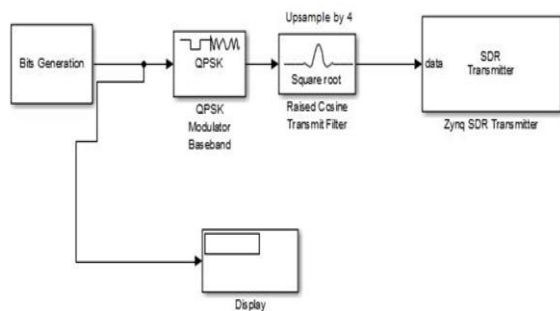 Upsample by 4
Bits Generation
QPSK
QPSK
Modulator
Baseband
Square root
Raised Cosine
Transmit Filter
data
SDR
Transmitter
Zynq SDR Transmitter
Display